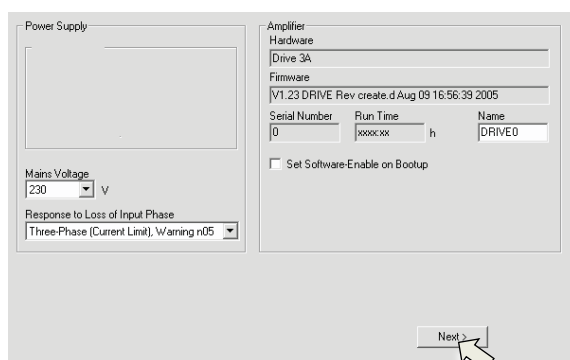 Power Supply
Mains Voltage
230 V
Response to Loss of Input Phase
Three-Phase (Current Limit), Warning n05
Amplifier
Hardware
Drive 3A
Firmware
V1.23 DRIVE Rev create.d Aug 09 16:56:39 2005
Serial Number Run Time Name
0 xxxx:xx h DRIVE0
Set Software-Enable on Bootup
Next >